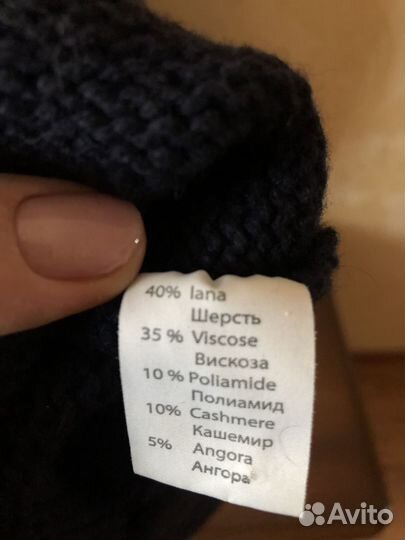 40% lana
Шерсть
35 % Viscose
Вискоза
10 % Poliamide
Полиамид
10% Cashmere
Кашемир
5% Angora
Ангора
Avito